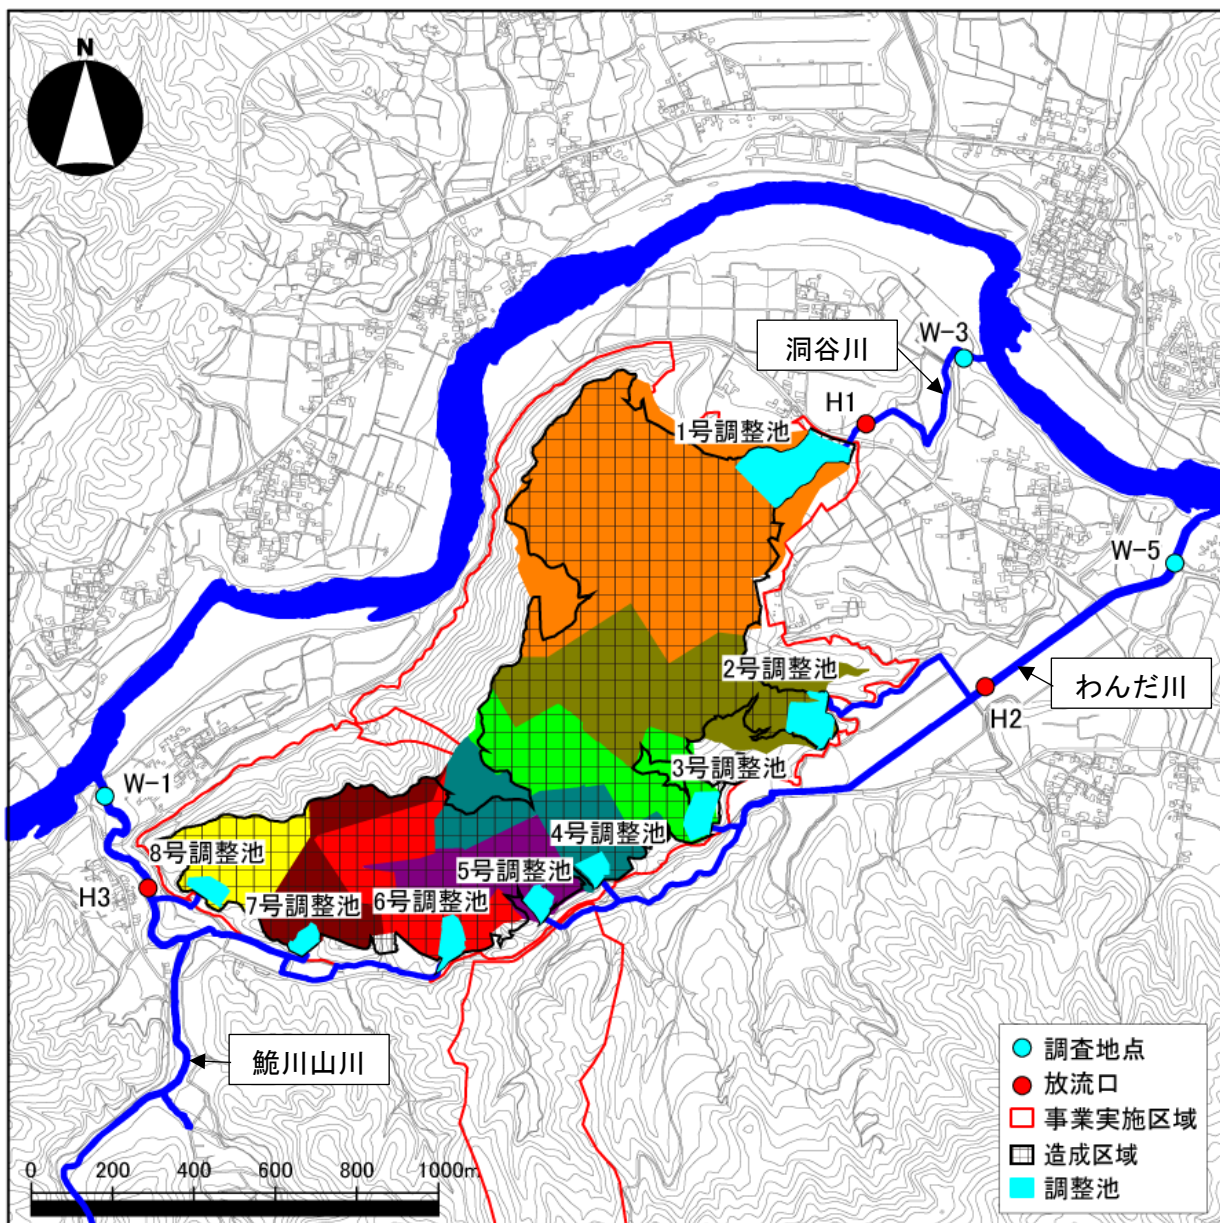 N
W-3
洞谷川
H1
1号調整池
W-5
2号調整池
わんだ川
H2
3号調整池
W-1
4号調整池
8号調整池
5号調整池
H3
7号調整池
6号調整池
鮠川山川
調査地点
放流口
事業実施区域
造成区域
調整池
0 200 400 600 800 1000m